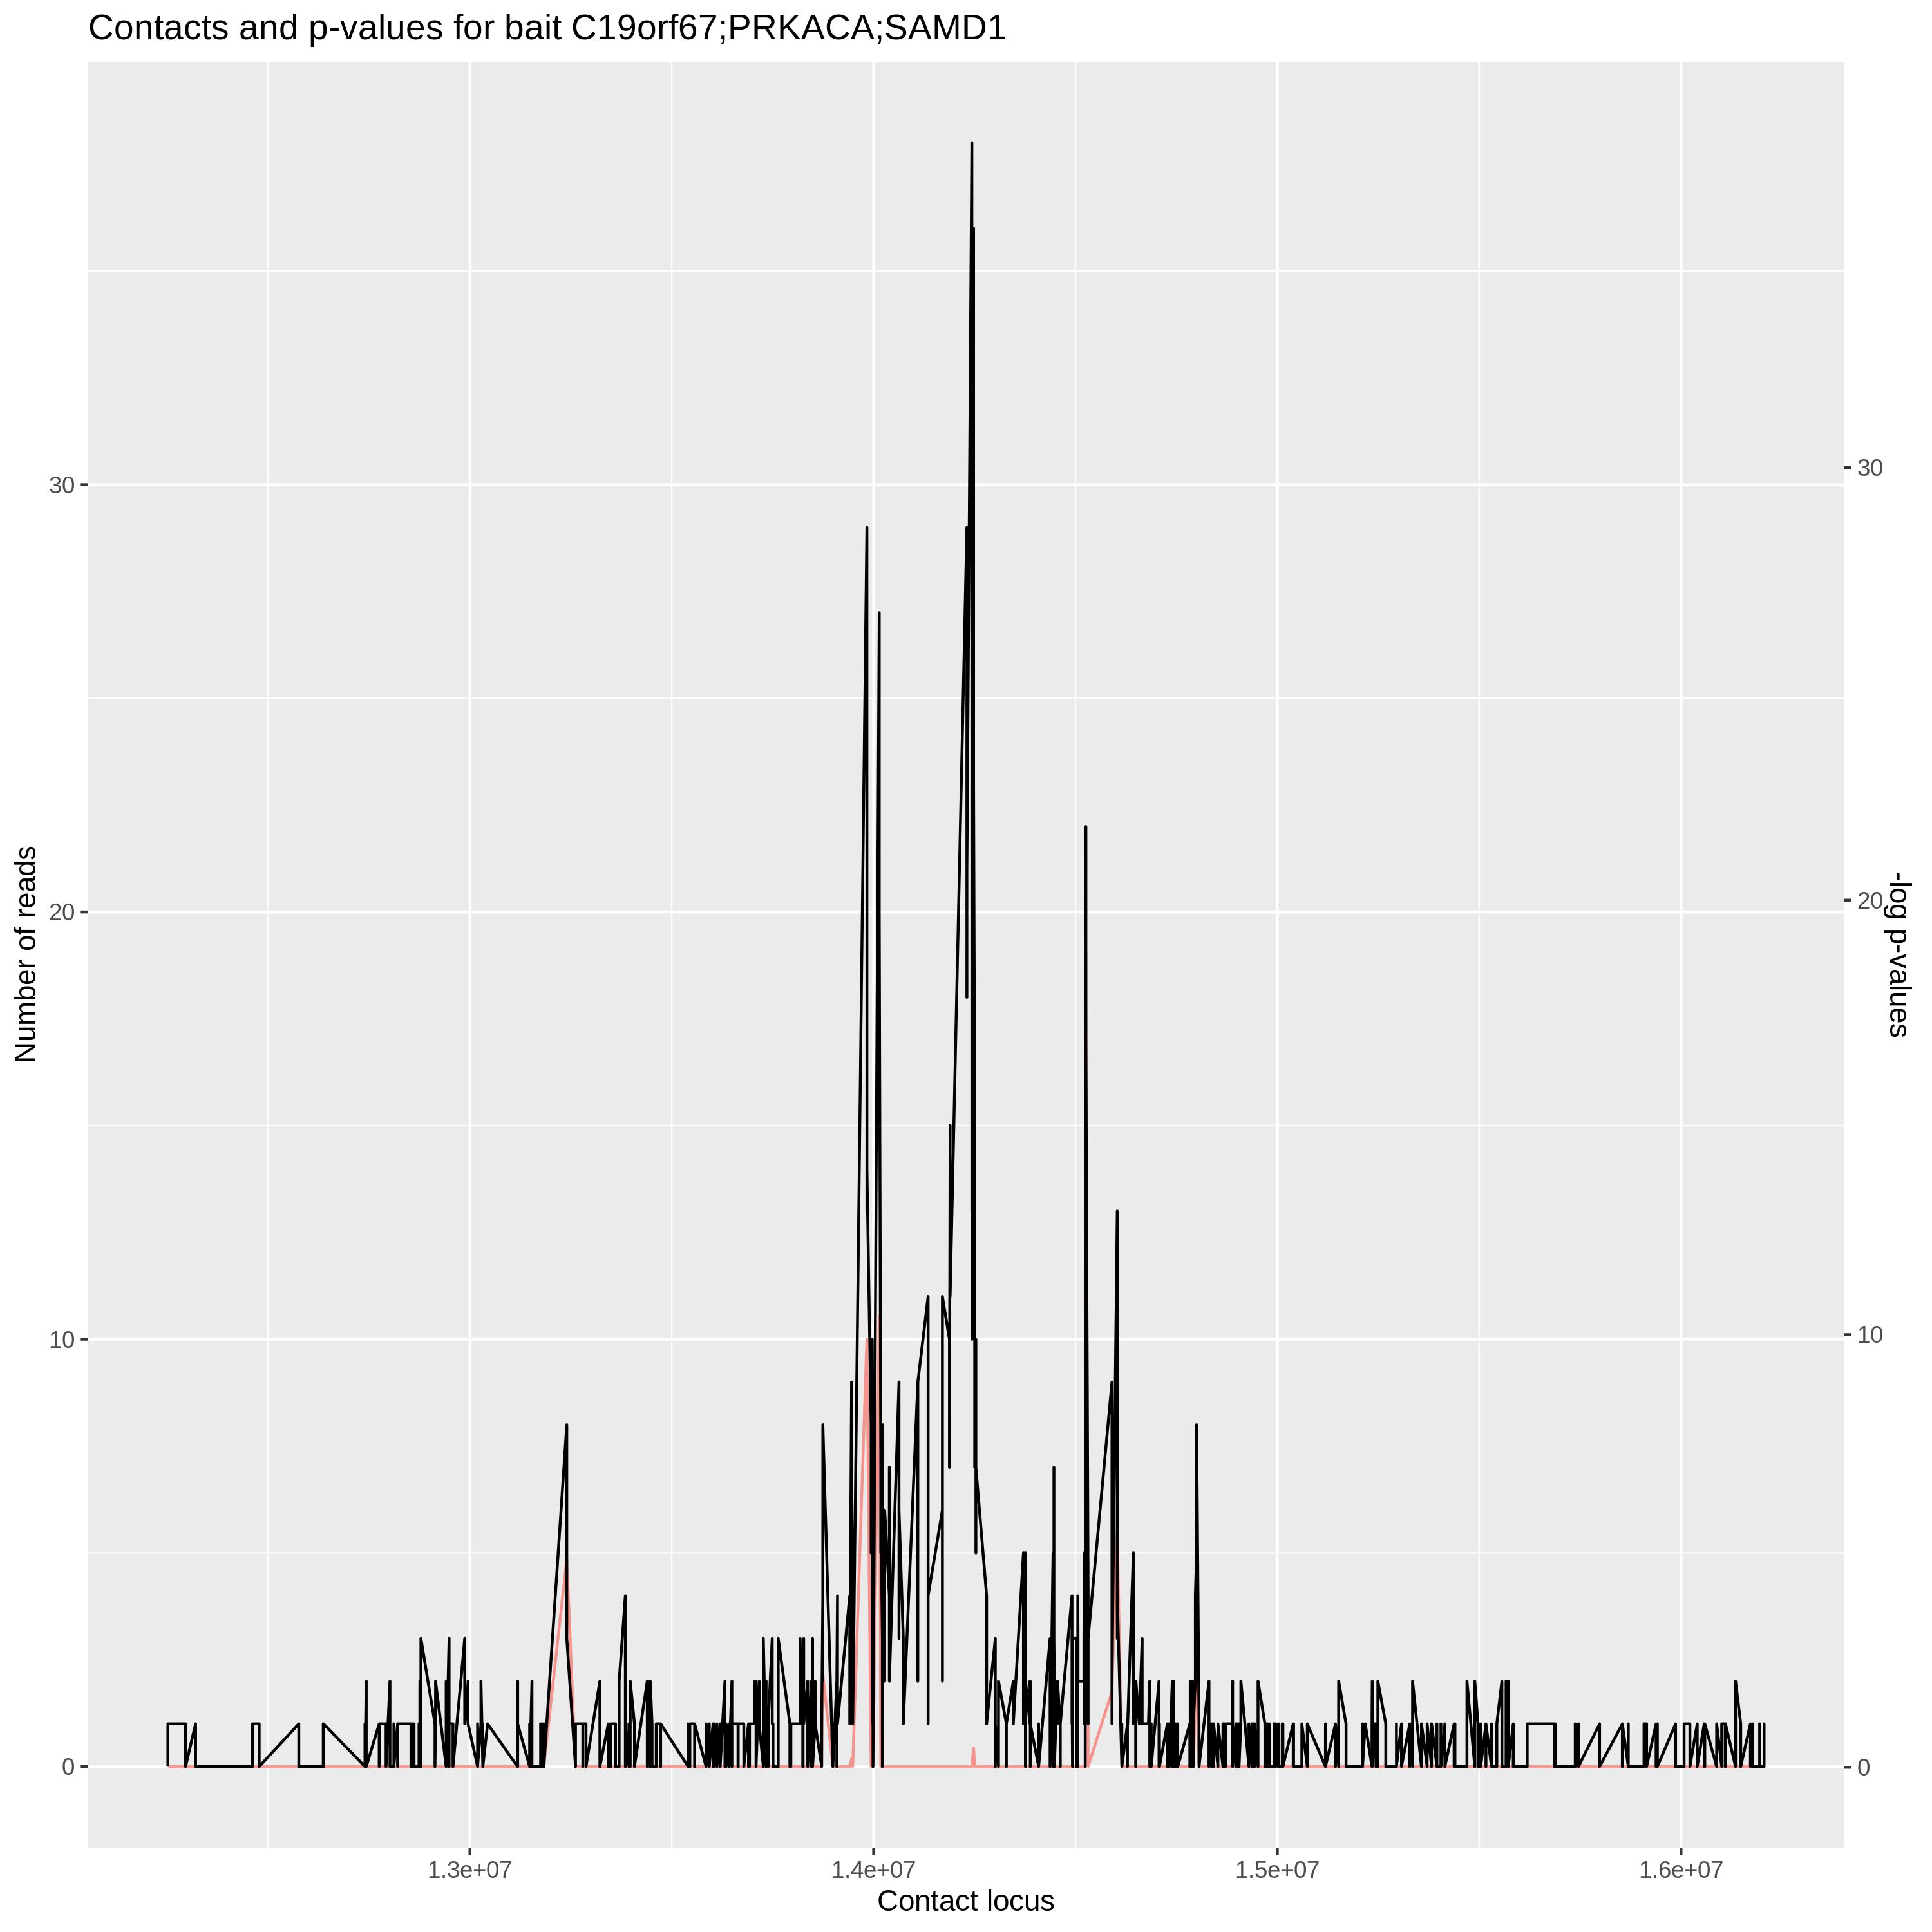 Contacts and p-values for bait C19orf67;PRKACA;SAMD1
30
20
10
0
Number of reads
30
20
10
0
-log p-values
1.3e+07 1.4e+07 1.5e+07 1.6e+07
Contact locus